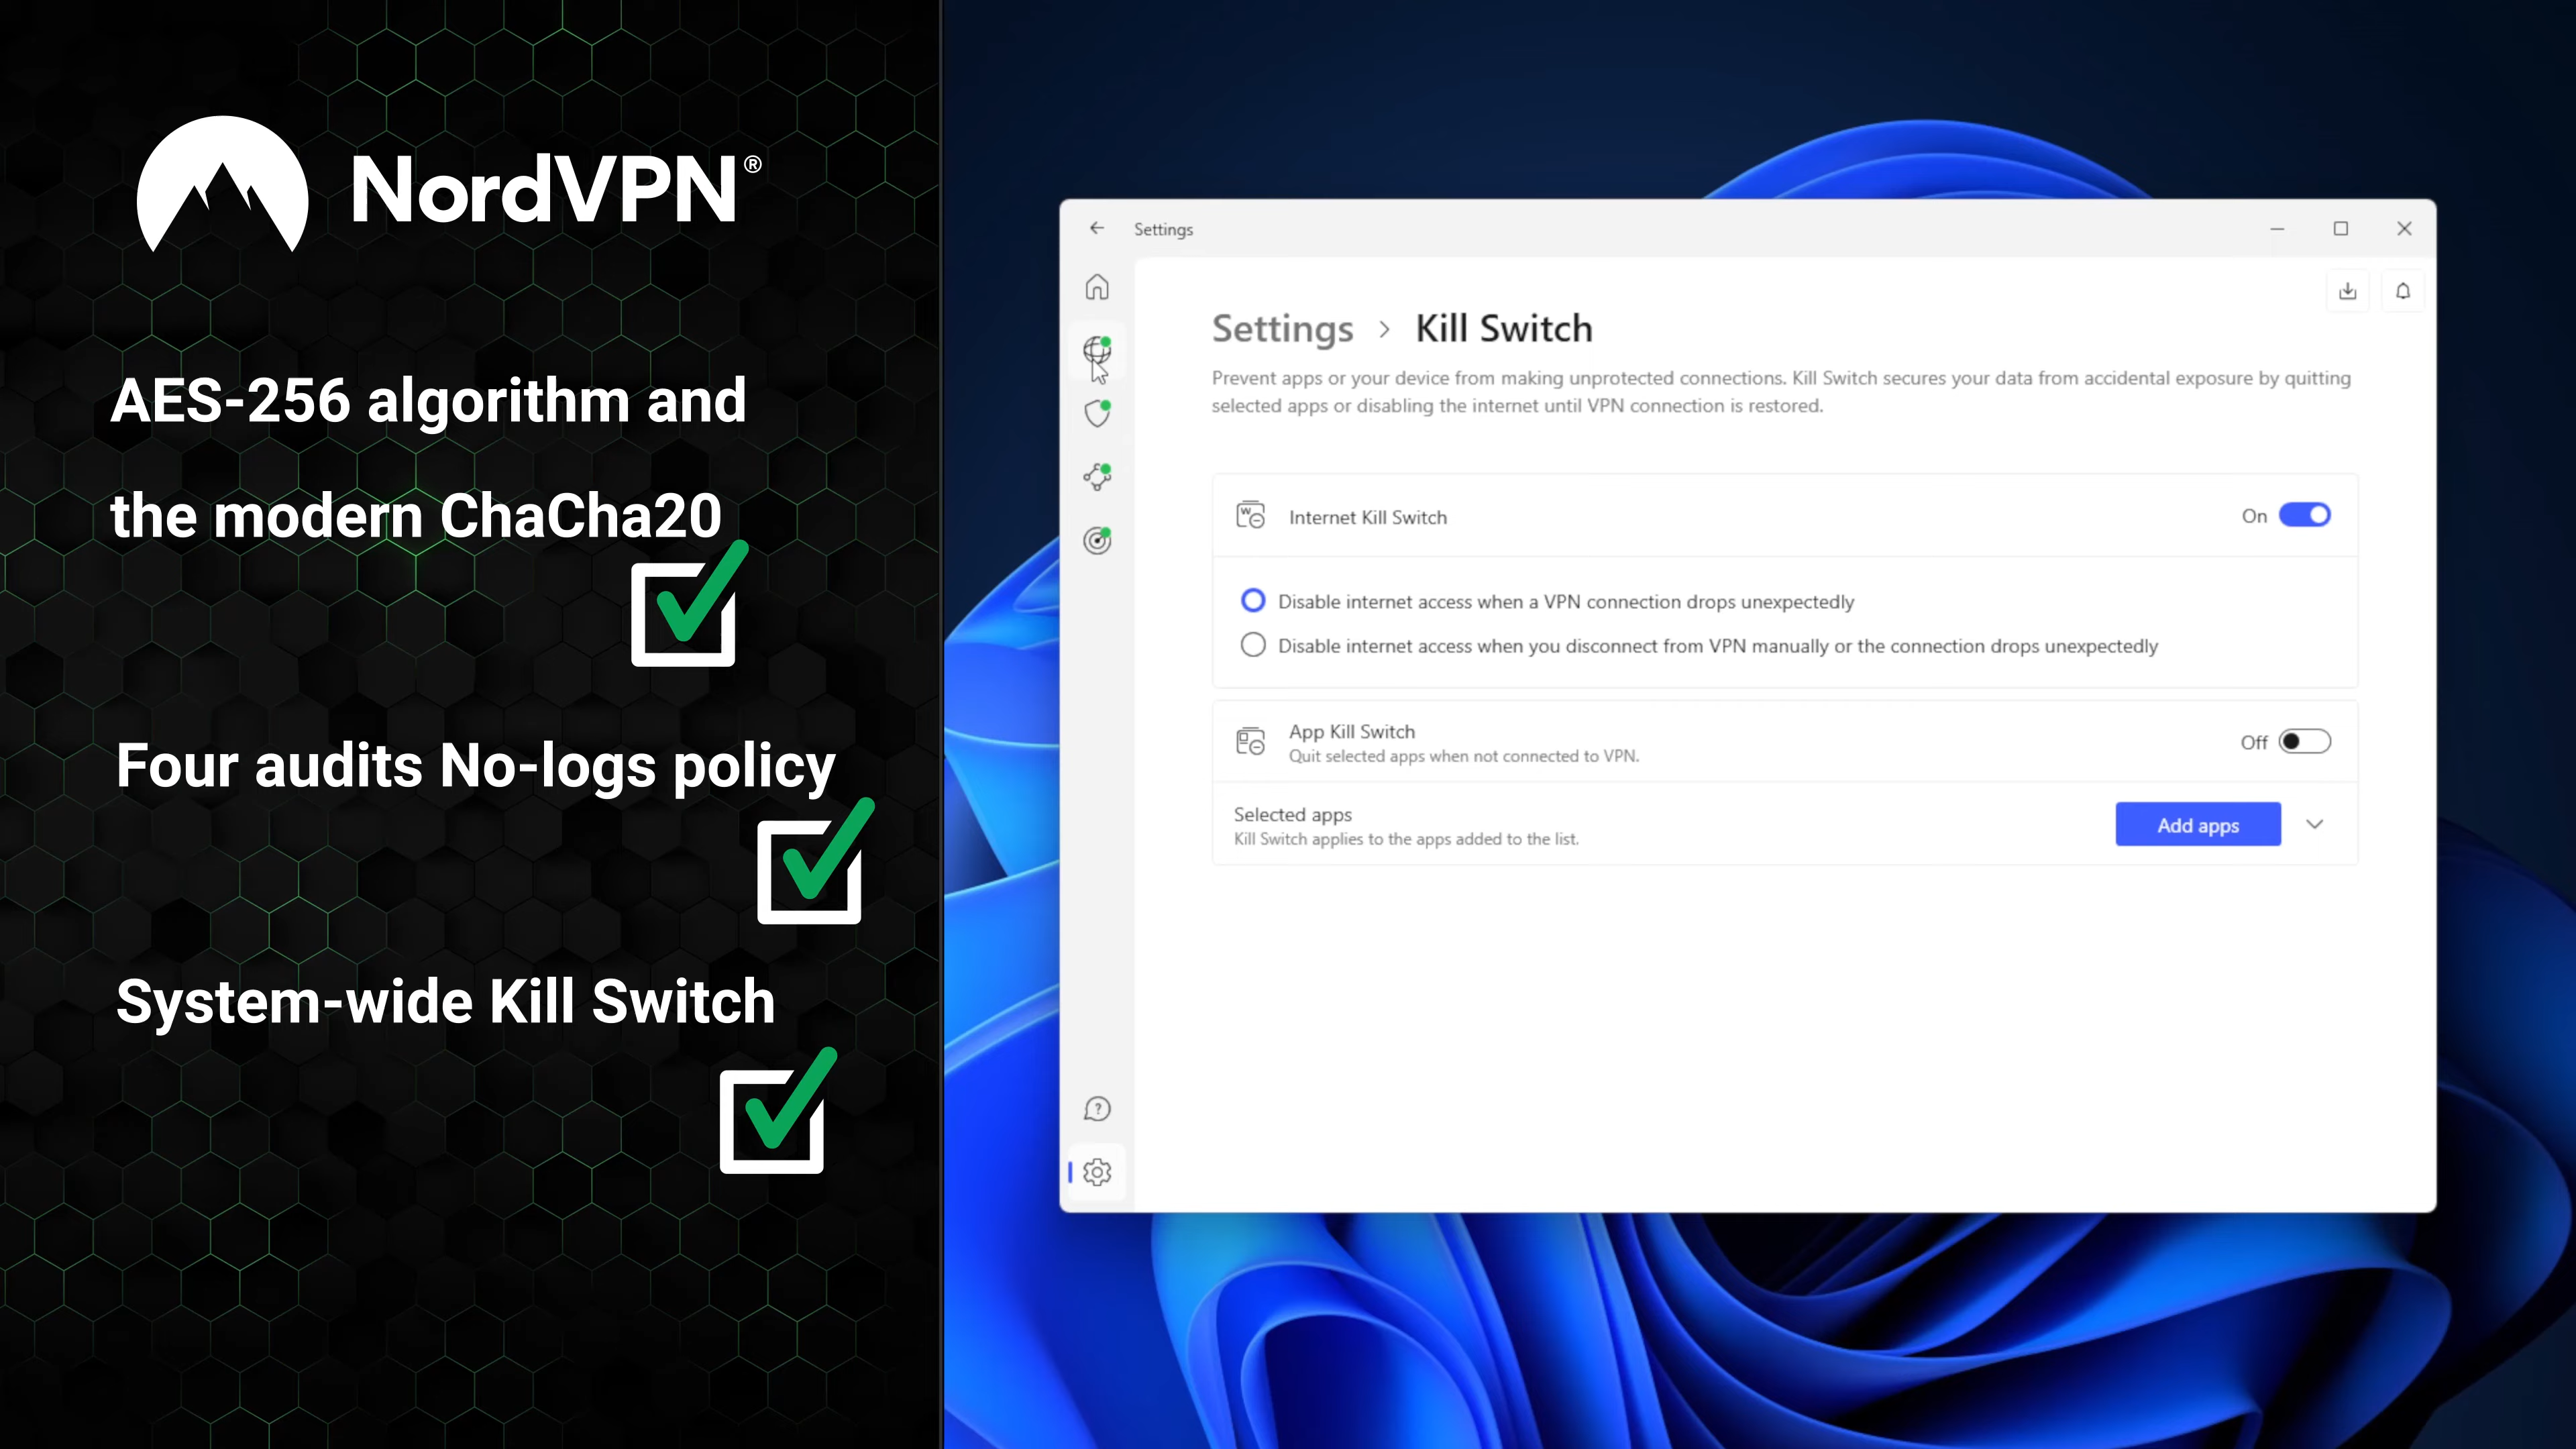 NordVPN®
AES-256 algorithm and
the modern ChaCha20
Four audits No-logs policy
System-wide Kill Switch
Settings
Settings > Kill Switch
Prevent apps or your device from making unprotected connections. Kill Switch secures your data from accidental exposure by quitting
selected apps or disabling the internet until VPN connection is restored.
Internet Kill Switch
On
Disable internet access when a VPN connection drops unexpectedly
Disable internet access when you disconnect from VPN manually or the connection drops unexpectedly
App Kill Switch
Quit selected apps when not connected to VPN.
Off
Selected apps
Kill Switch applies to the apps added to the list.
Add apps